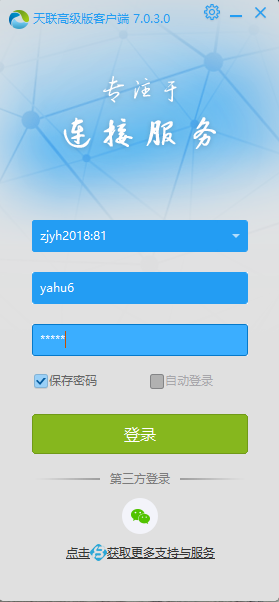 天联高级版客户端 7.0.3.0
专注于
连接服务
zjyh2018:81
yahu6
*****
保存密码 自动登录
登录
第三方登录
点击 获取更多支持与服务